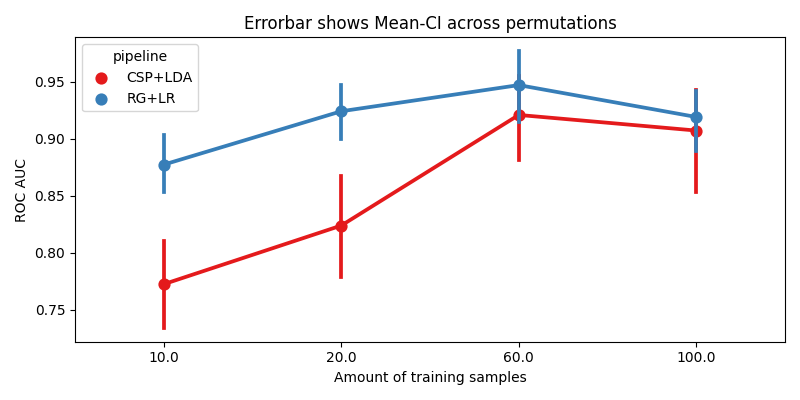 Errorbar shows Mean-CI across permutations
pipeline
CSP+LDA
RG+LR
ROC AUC
0.95
0.90
0.85
0.80
0.75
10.0 20.0 60.0 100.0
Amount of training samples